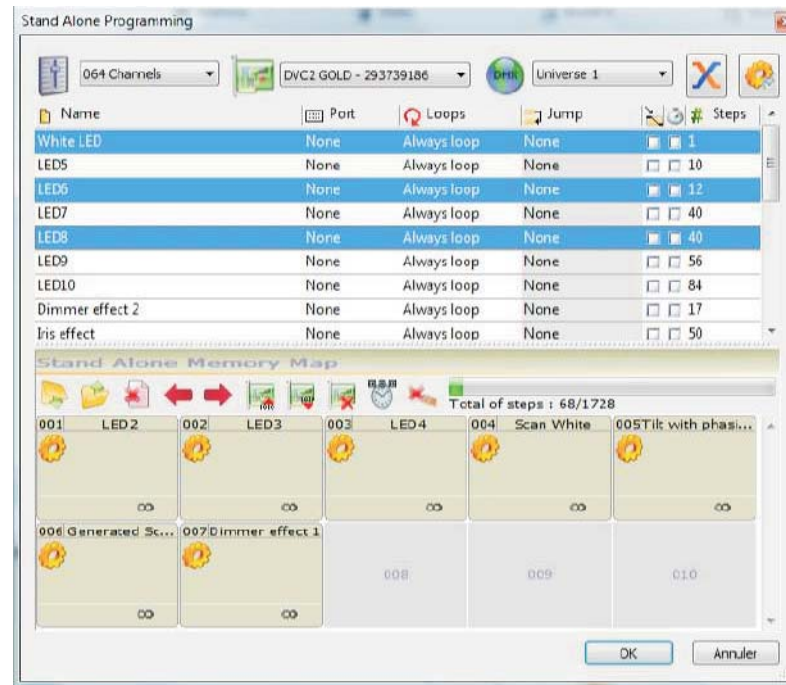 Stand Alone Programming
064 Channels DVC2 GOLD - 293739186 DMX Universe 1
Name Port Loops Jump # Steps
White LED None Always loop None 1
LED5 None Always loop None 10
LED6 None Always loop None 12
LED7 None Always loop None 40
LED8 None Always loop None 40
LED9 None Always loop None 56
LED10 None Always loop None 84
Dimmer effect 2 None Always loop None 17
Iris effect None Always loop None 50
Stand Alone Memory Map
Total of steps : 68/1728
001 LED2 002 LED3 003 LED4 004 Scan White 005 Tilt with phasi...
∞ ∞ ∞ ∞ ∞
006 Generated Sc... 007 Dimmer effect 1
008 009 010
∞ ∞
OK Annuler